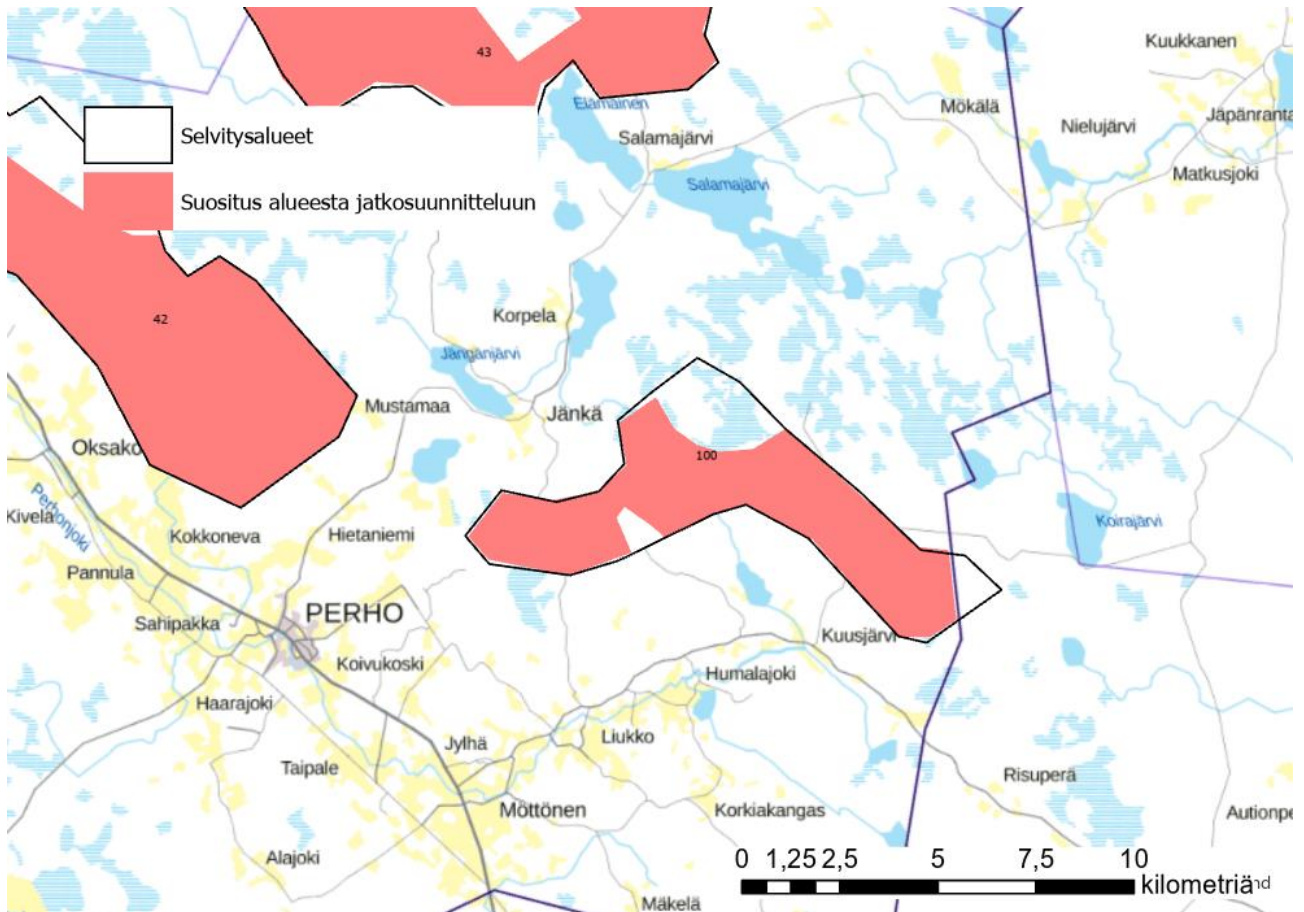 43
Kuukkanen
Elämäinen
Mökälä
Selvitysalueet
Salamajärvi
Nielujärvi
Jäpänranta
Salamajärvi
Matkusjoki
Suositus alueesta jatkosuunnitteluun
42
Korpela
Jängänjärvi
Mustamaa
Jänkä
Oksako
100
Perhonjoki
Kivelä
Kokkoneva
Hietaniemi
Koirajärvi
Pannula
PERHO
Sahipakka
Kuusjärvi
Koivukoski
Humalajoki
Haarajoki
Jylhä
Liukko
Taipale
Risuperä
Möttönen
Korkiakangas
Autionpe
Alajoki
0 1,25 2,5 5 7,5 10
kilometriä
Mäkelä